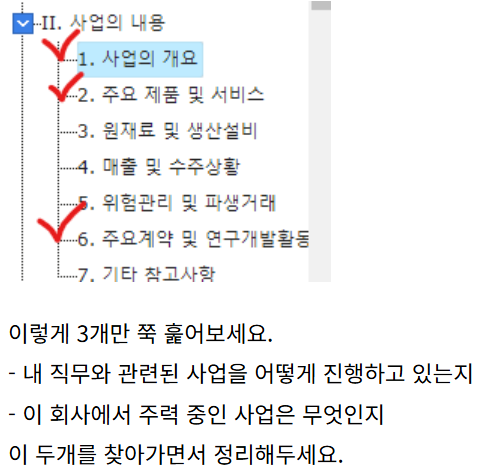 II. 사업의 내용
1. 사업의 개요
2. 주요 제품 및 서비스
3. 원재료 및 생산설비
4. 매출 및 수주상황
5. 위험관리 및 파생거래
6. 주요계약 및 연구개발활동
7. 기타 참고사항
이렇게 3개만 쭉 훑어보세요.
- 내 직무와 관련된 사업을 어떻게 진행하고 있는지
- 이 회사에서 주력 중인 사업은 무엇인지
이 두개를 찾아가면서 정리해두세요.